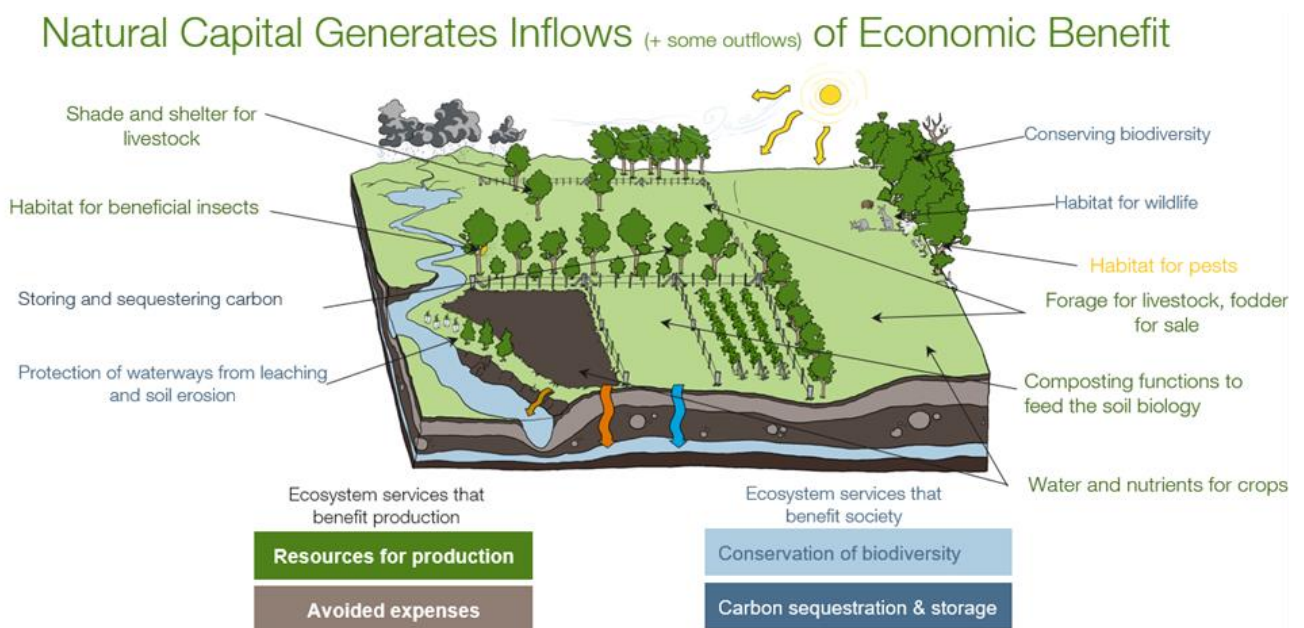 Natural Capital Generates Inflows (+ some outflows) of Economic Benefit
Shade and shelter for
livestock
Habitat for beneficial insects
Storing and sequestering carbon
Protection of waterways from leaching
and soil erosion
Conserving biodiversity
Habitat for wildlife
Habitat for pests
Forage for livestock, fodder
for sale
Composting functions to
feed the soil biology
Water and nutrients for crops
Ecosystem services that
benefit production
Resources for production
Avoided expenses
Ecosystem services that
benefit society
Conservation of biodiversity
Carbon sequestration & storage